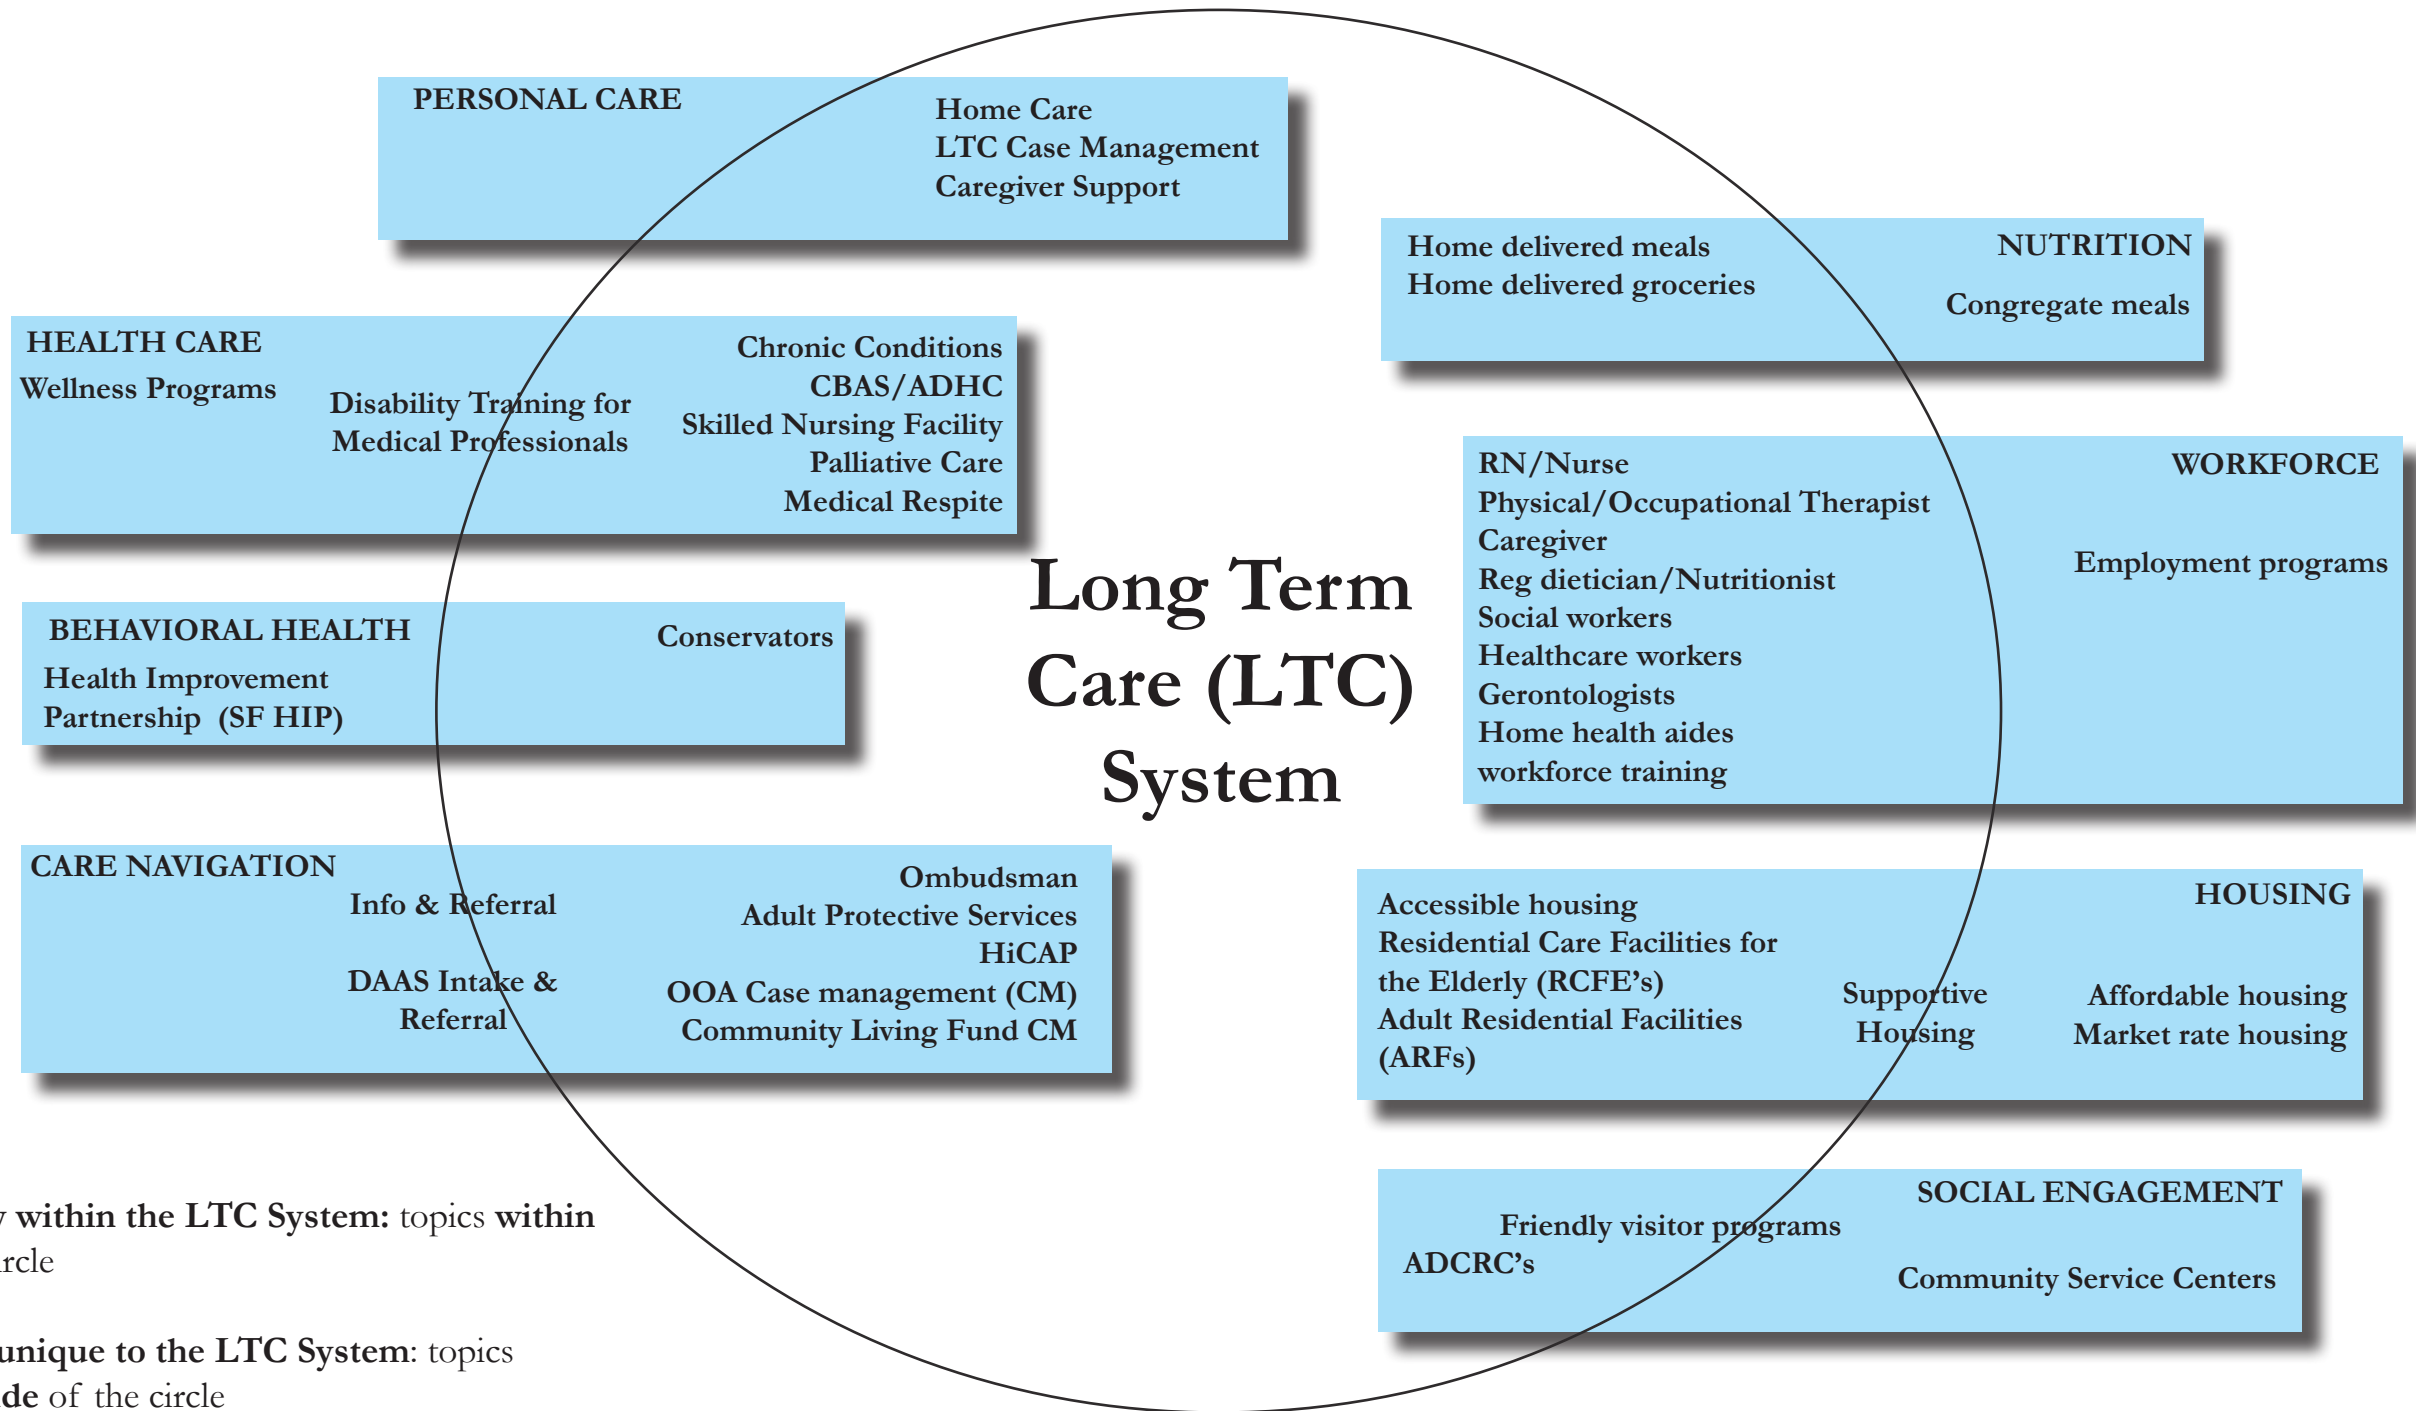 PERSONAL CARE
Home Care
LTC Case Management
Caregiver Support
Home delivered meals
Home delivered groceries
NUTRITION
Congregate meals
HEALTH CARE
Wellness Programs
Disability Training for
Medical Professionals
Chronic Conditions
CBAS/ADHC
Skilled Nursing Facility
Palliative Care
Medical Respite
RN/Nurse
Physical/Occupational Therapist
Caregiver
Reg dietician/Nutritionist
Social workers
Healthcare workers
Gerontologists
Home health aides
workforce training
WORKFORCE
Employment programs
Long Term
Care (LTC)
System
BEHAVIORAL HEALTH
Health Improvement
Partnership (SF HIP)
Conservators
CARE NAVIGATION
Info & Referral
DAAS Intake &
Referral
Ombudsman
Adult Protective Services
HiCAP
OOA Case management (CM)
Community Living Fund CM
Accessible housing
Residential Care Facilities for
the Elderly (RCFE's)
Adult Residential Facilities
(ARFs)
Supportive
Housing
HOUSING
Affordable housing
Market rate housing
SOCIAL ENGAGEMENT
Friendly visitor programs
ADCRC's
Community Service Centers
within the LTC System: topics within
unique to the LTC System: topics
of the circle